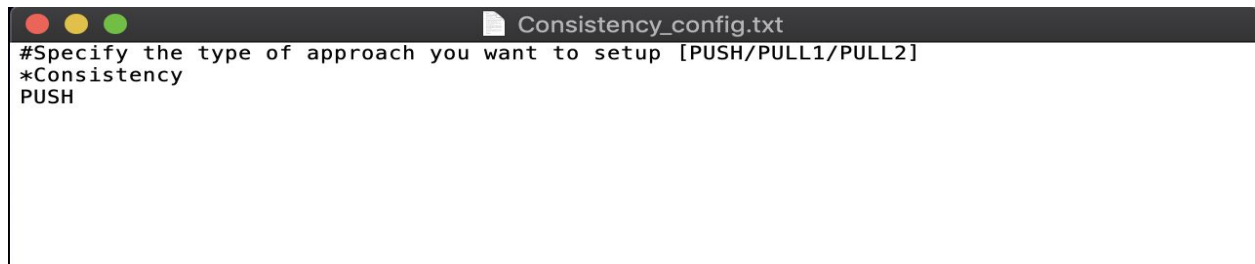 Consistency_config.txt
#Specify the type of approach you want to setup [PUSH/PULL1/PULL2]
*Consistency
PUSH